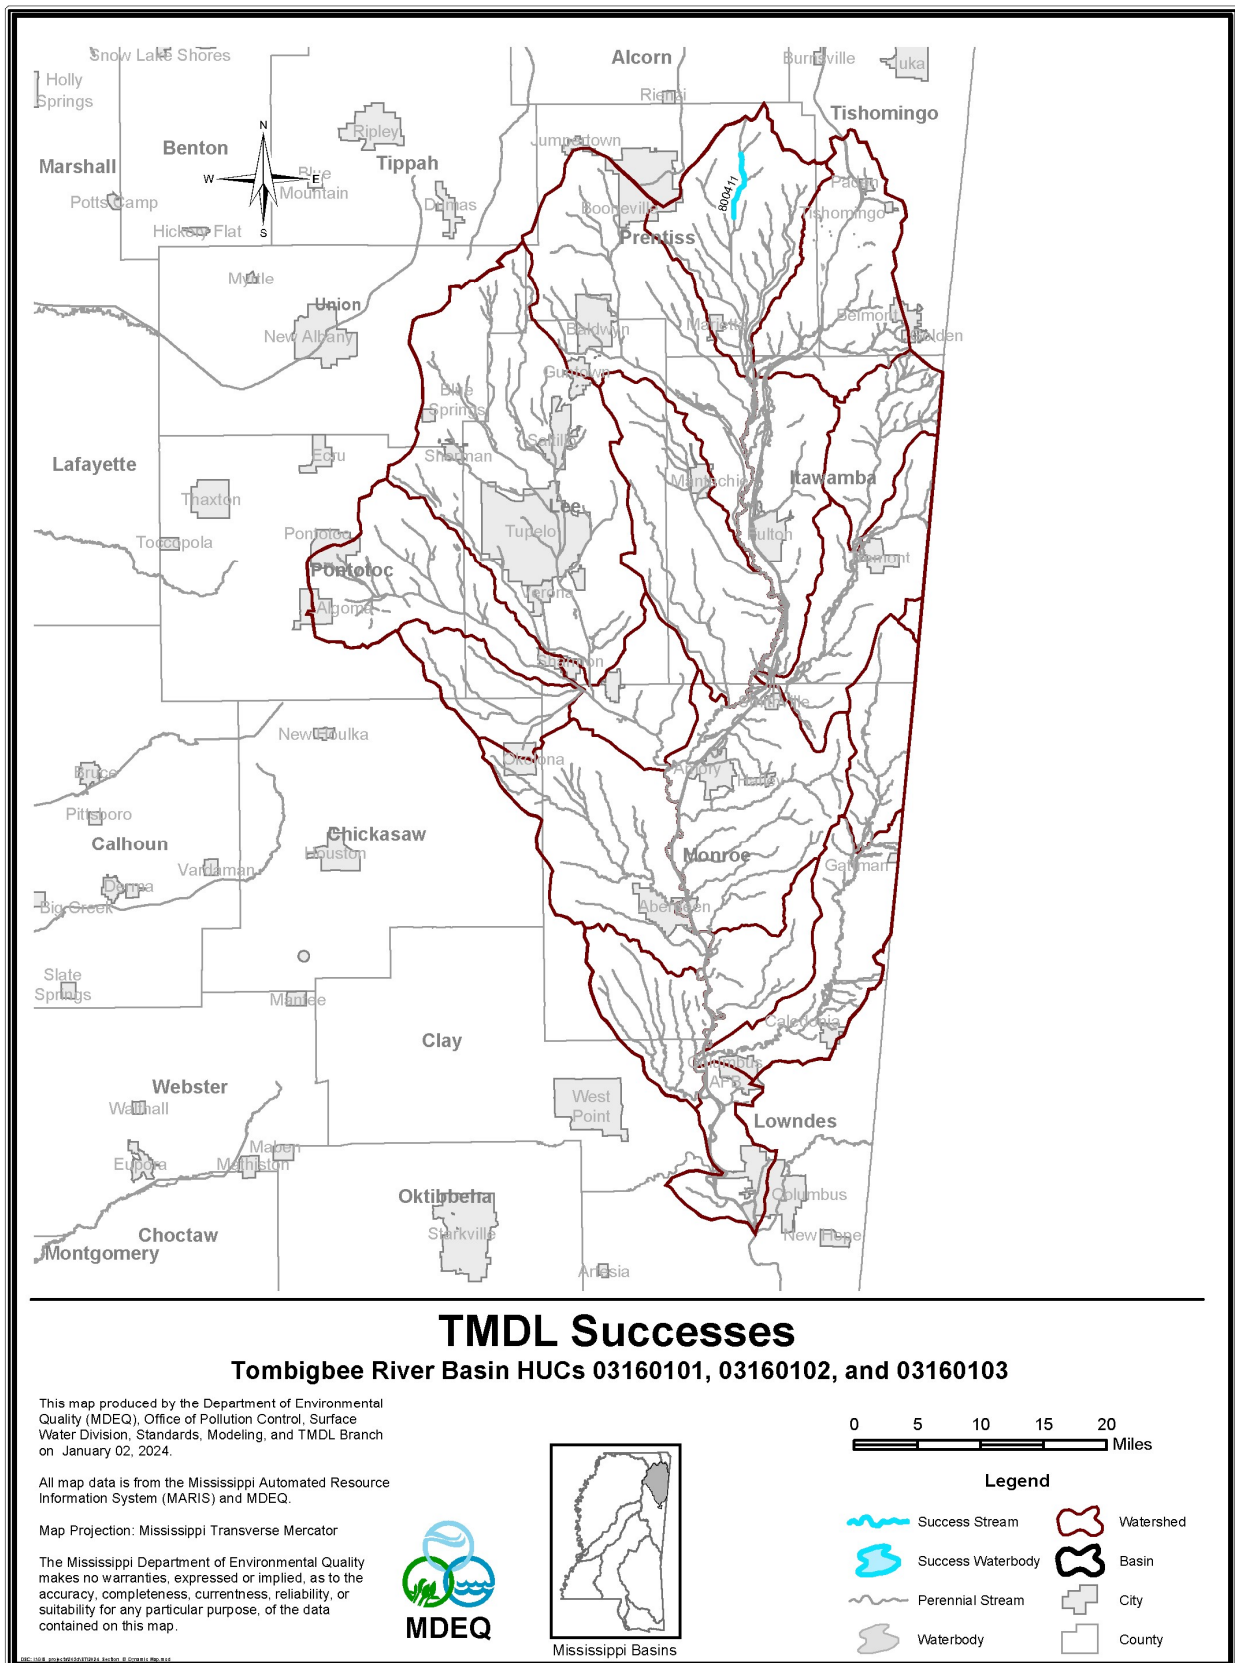 Snow Lake Shores
Alcorn
Burnsville
Iuka
Holly
Springs
Rienzi
Tishomingo
Ripley
Jumpertown
N
Benton
Tippah
Marshall
Blue
Mountain
W
E
Paden
Potts Camp
Dumas
800411
Booneville
Tishomingo
Hickory Flat
S
Prentiss
Myrtle
Union
New Albany
Baldwyn
Marietta
Belmont
Golden
Guntown
Blue
Springs
Saltillo
Ecru
Sherman
Lafayette
Mantachie
Itawamba
Thaxton
Lee
Tupelo
Pontotoc
Fulton
Toccopola
Tremont
Pontotoc
Verona
Algoma
Shannon
Smithville
New Houlka
Okolona
Bruce
Amory
Hatley
Pittsboro
Chickasaw
Calhoun
Houston
Monroe
Vardaman
Gattman
Derma
Big Creek
Aberdeen
Slate
Springs
Mantee
Caledonia
Clay
Columbus
AFB
Webster
West
Point
Walthall
Lowndes
Maben
Eupora
Mathiston
Oktibbeha
Columbus
Choctaw
Starkville
New Hope
Montgomery
Artesia
TMDL Successes
Tombigbee River Basin HUCs 03160101, 03160102, and 03160103
This map produced by the Department of Environmental
Quality (MDEQ), Office of Pollution Control, Surface
Water Division, Standards, Modeling, and TMDL Branch
on January 02, 2024.
All map data is from the Mississippi Automated Resource
Information System (MARIS) and MDEQ.
Map Projection: Mississippi Transverse Mercator
The Mississippi Department of Environmental Quality
makes no warranties, expressed or implied, as to the
accuracy, completeness, currentness, reliability, or
suitability for any particular purpose, of the data
contained on this map.
MDEQ
Mississippi Basins
0 5 10 15 20
Miles
Legend
Success Stream
Watershed
Success Waterbody
Basin
Perennial Stream
City
Waterbody
County